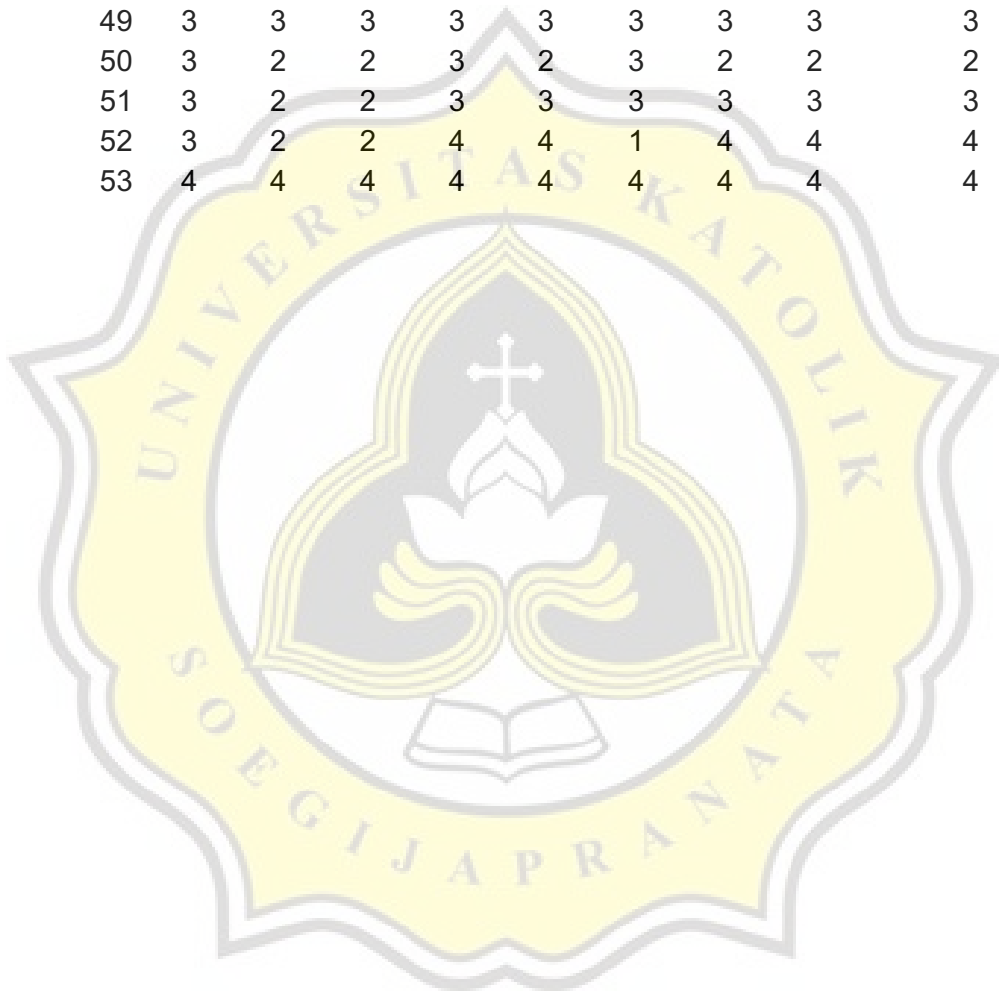 49 3 3 3 3 3 3 3 3 3
50 3 2 2 3 2 3 2 2 2
51 3 2 2 3 3 3 3 3 3
52 3 2 2 4 4 1 4 4 4
53 4 4 4 4 4 4 4 4 4
UNIVERSITAS KATOLIK
SOEGIJAPRANATA